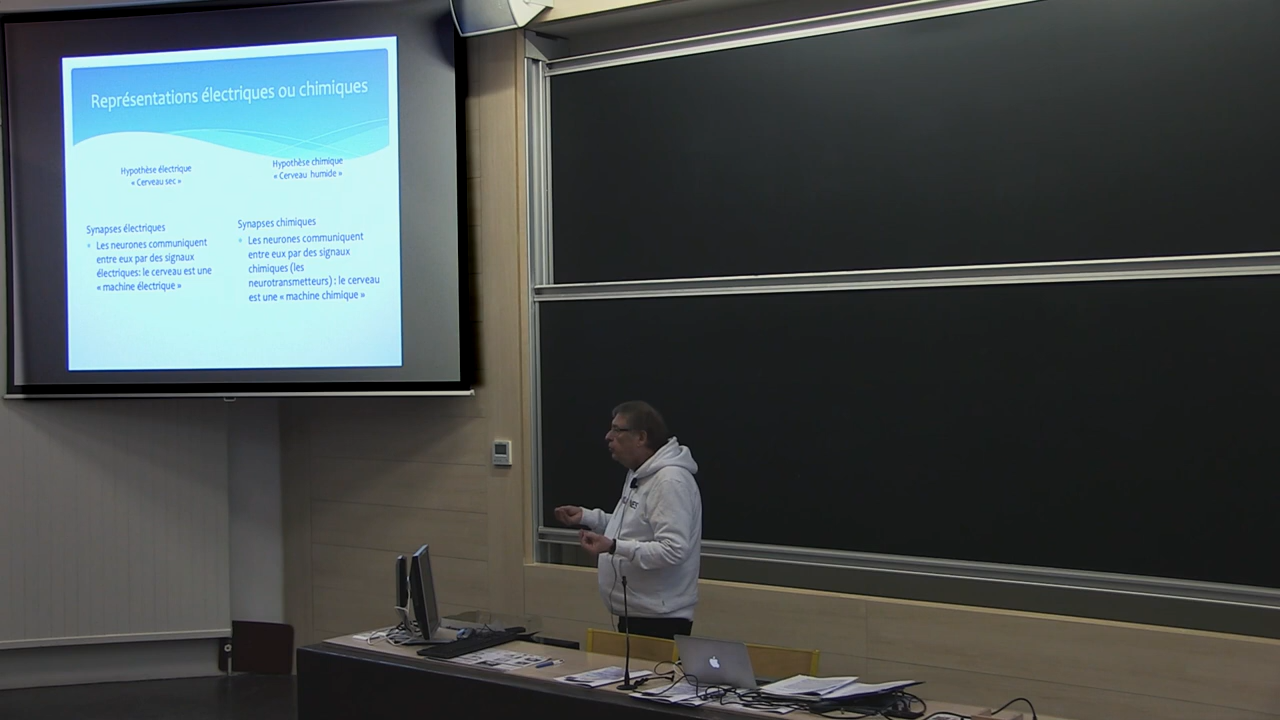 Représentations électriques ou chimiques
Hypothèse électrique
« Cerveau sec »
Hypothèse chimique
« Cerveau humide »
Synapses électriques
Les neurones communiquent
entre eux par des signaux
électriques: le cerveau est une
« machine électrique »
Synapses chimiques
Les neurones communiquent
entre eux par des signaux
chimiques (les
neurotransmetteurs) : le cerveau
est une « machine chimique »